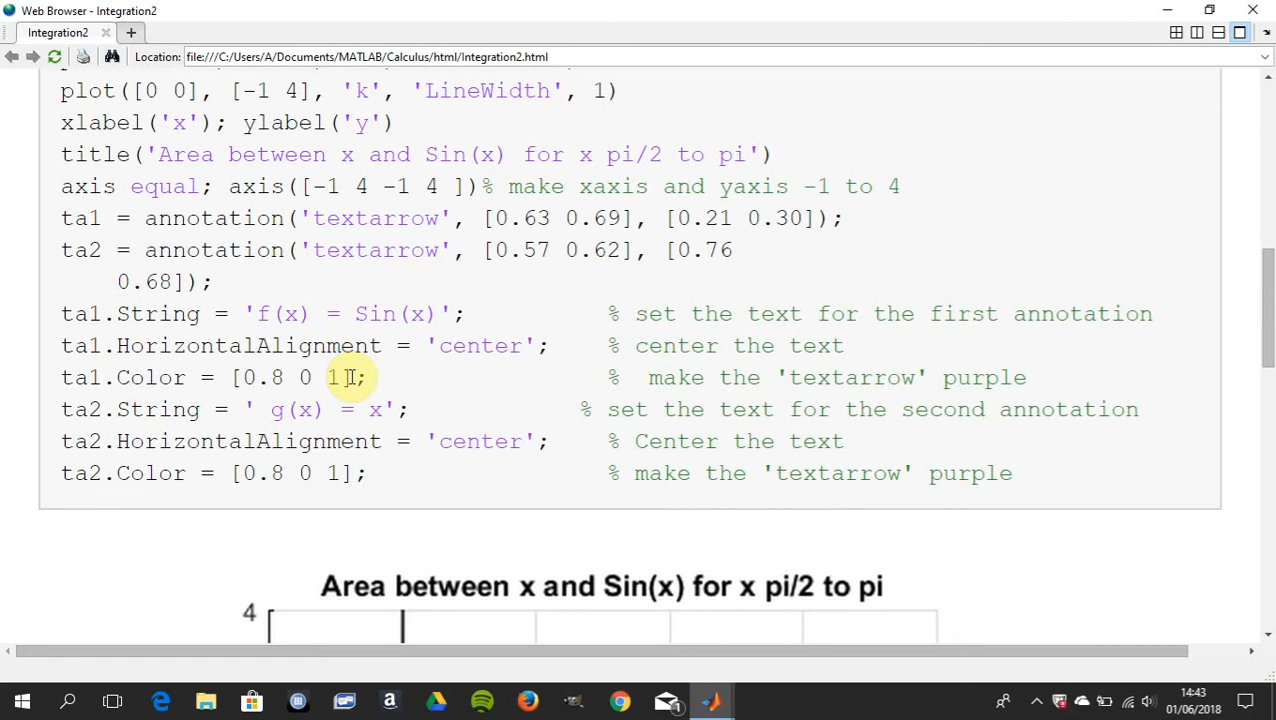 Web Browser - Integration2
Integration2
Location: file:///C:/Users/A/Documents/MATLAB/Calculus/html/Integration2.html
plot([0 0], [-1 4], 'k', 'LineWidth', 1)
xlabel('x'); ylabel('y')
title('Area between x and Sin(x) for x pi/2 to pi')
axis equal; axis([-1 4 -1 4 ])% make xaxis and yaxis -1 to 4
ta1 = annotation('textarrow', [0.63 0.69], [0.21 0.30]);
ta2 = annotation('textarrow', [0.57 0.62], [0.76
0.68]);
ta1.String = 'f(x) = Sin(x)'; % set the text for the first annotation
ta1.HorizontalAlignment = 'center'; % center the text
ta1.Color = [0.8 0 1]; % make the 'textarrow' purple
ta2.String = ' g(x) = x'; % set the text for the second annotation
ta2.HorizontalAlignment = 'center'; % Center the text
ta2.Color = [0.8 0 1]; % make the 'textarrow' purple
Area between x and Sin(x) for x pi/2 to pi
4
14:43
01/06/2018